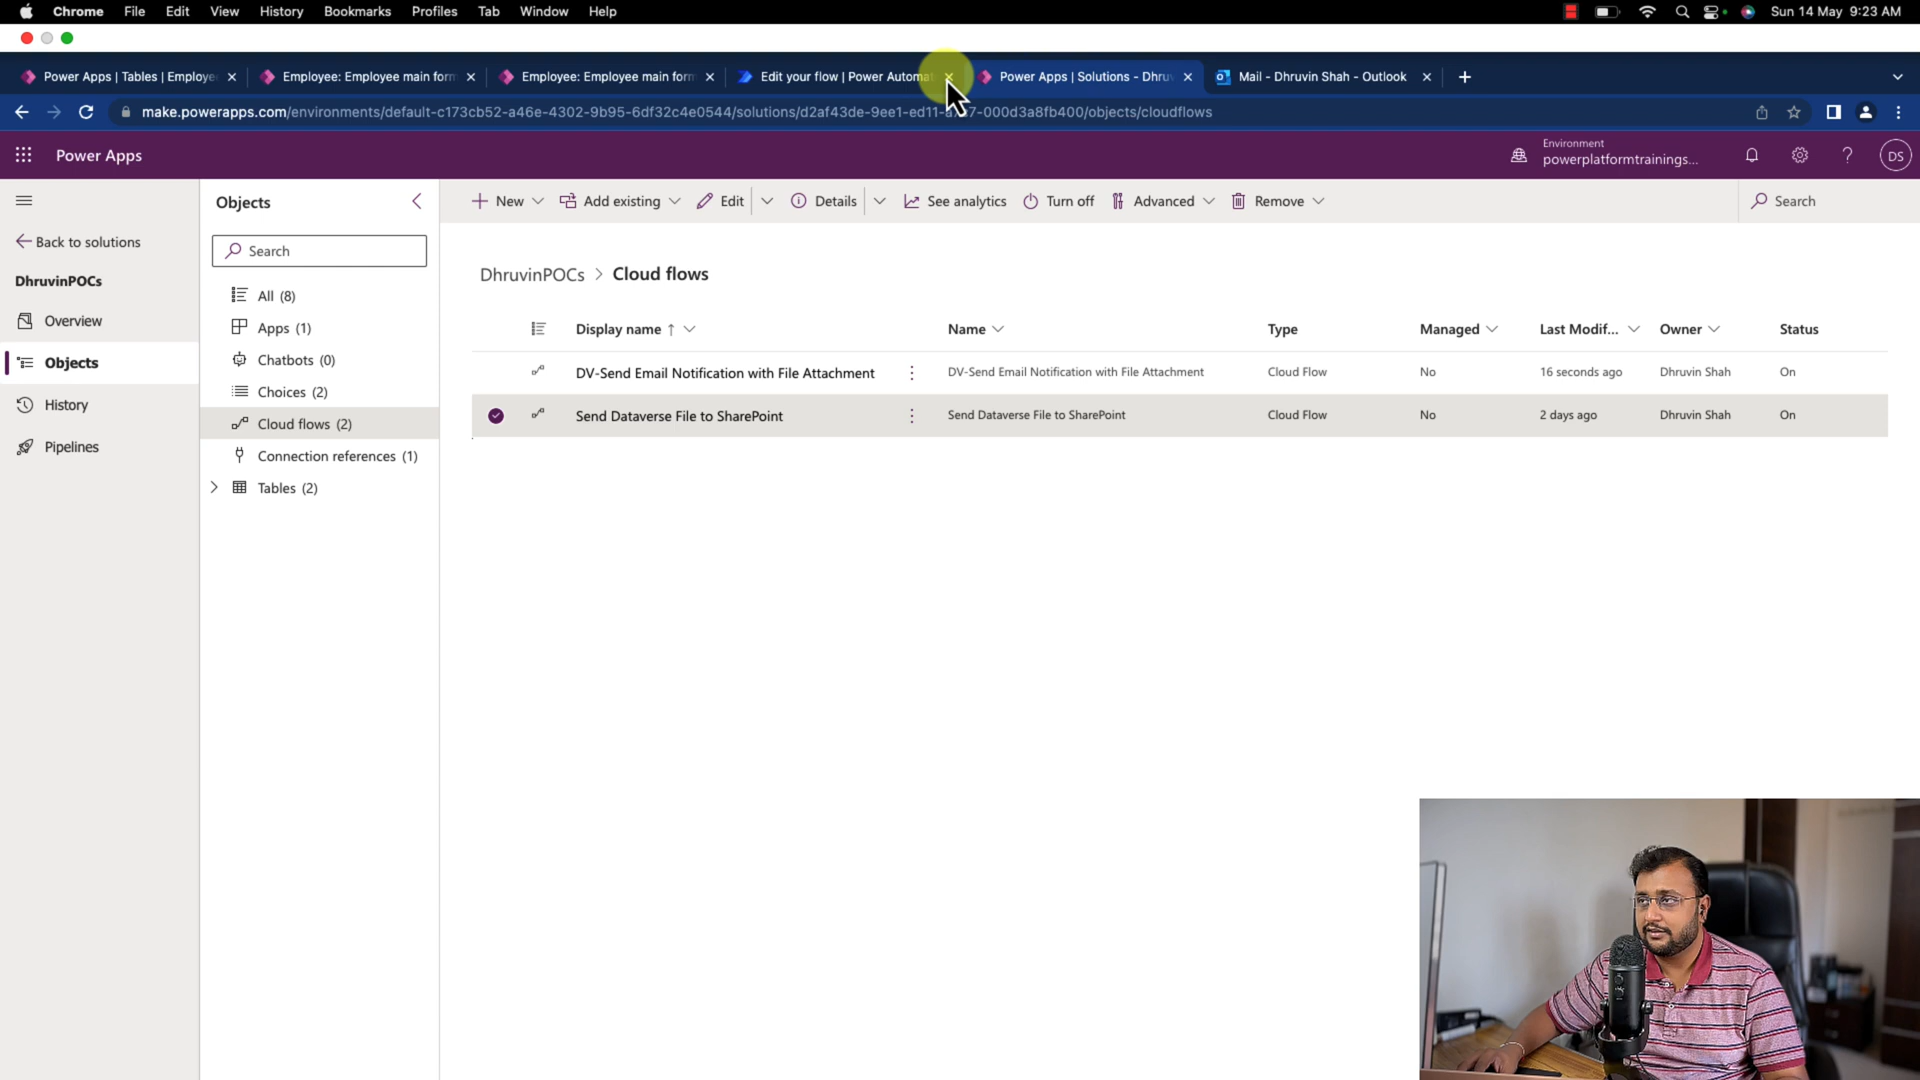 Chrome File Edit View History Bookmarks Profiles Tab Window Help Sun 14 May 9:23 AM
Power Apps | Tables | Employe Employee: Employee main form Employee: Employee main form Edit your flow | Power Automat Power Apps | Solutions - Dhru Mail - Dhruvin Shah - Outlook
make.powerapps.com/environments/default-c173cb52-a46e-4302-9b95-6df32c4e0544/solutions/d2af43de-9ee1-ed11- 7-000d3a8fb400/objects/cloudflows
Power Apps
Environment
powerplatformtrainings...
DS
Back to solutions
DhruvinPOCs
Overview
Objects
History
Pipelines
Objects
Search
All (8)
Apps (1)
Chatbots (0)
Choices (2)
Cloud flows (2)
Connection references (1)
Tables (2)
New Add existing Edit Details See analytics Turn off Advanced Remove Search
DhruvinPOCs > Cloud flows
Display name ↑ Name Type Managed Last Modif... Owner Status
DV-Send Email Notification with File Attachment DV-Send Email Notification with File Attachment Cloud Flow No 16 seconds ago Dhruvin Shah On
Send Dataverse File to SharePoint Send Dataverse File to SharePoint Cloud Flow No 2 days ago Dhruvin Shah On